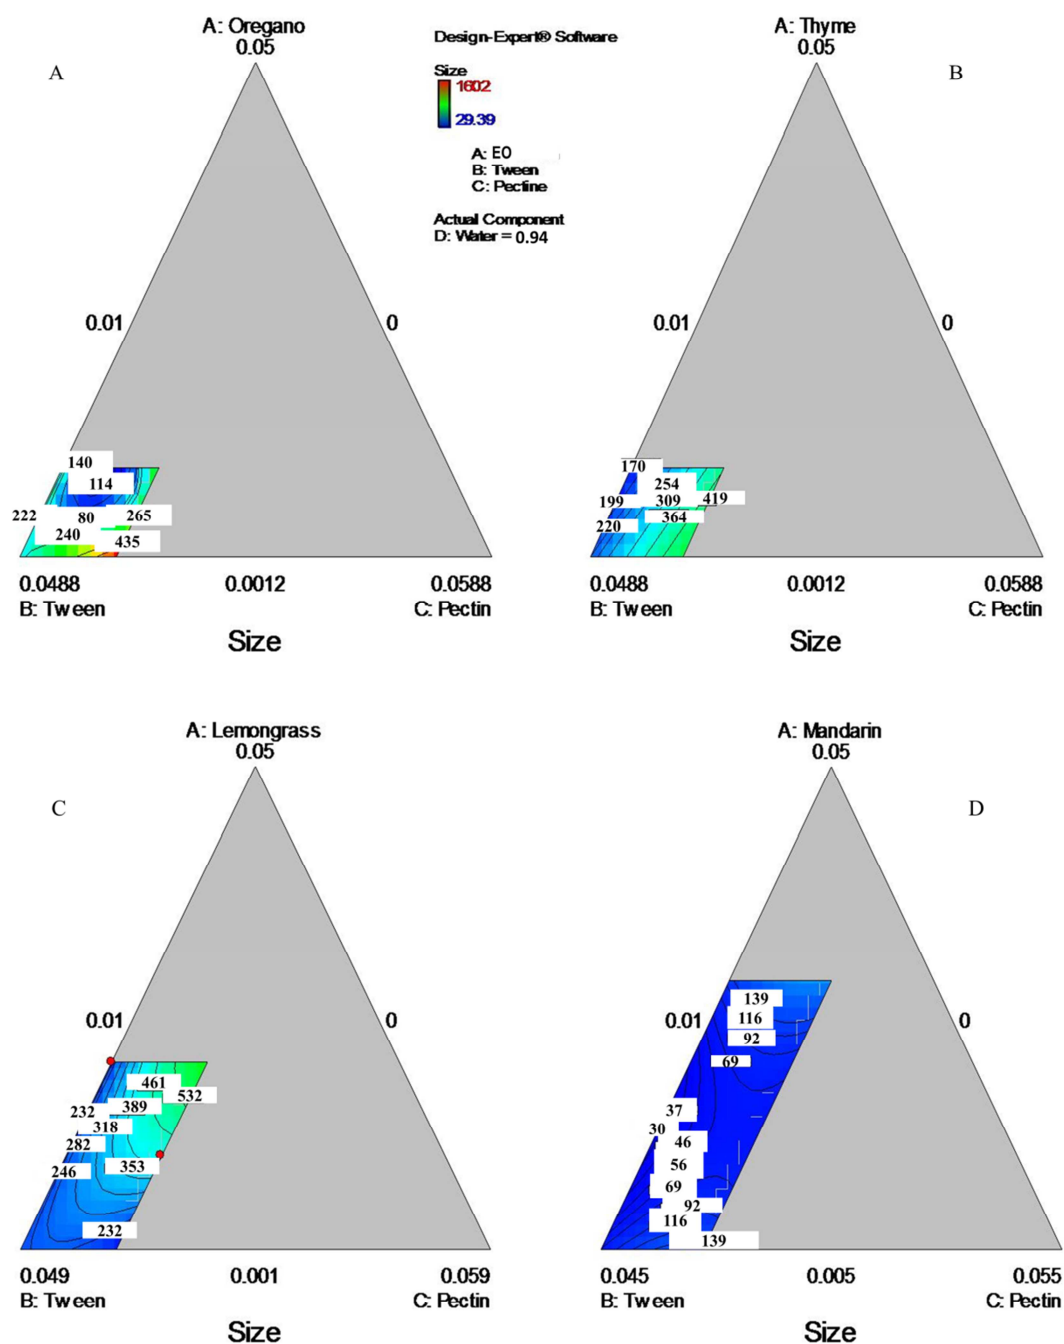 A: Oregano
0.05
A
Design-Expert® Software
Size
1602
29.39
A: EO
B: Tween
C: Pectine
Actual Component
D: Water = 0.94
A: Thyme
0.05
B
0.01
0
0.01
0
140
114
222
80
265
240
435
170
254
199
309
419
220
364
0.0488
0.0012
0.0588
B: Tween
C: Pectin
Size
0.0488
0.0012
0.0588
B: Tween
C: Pectin
Size
A: Lemongrass
0.05
C
A: Mandarin
0.05
D
0.01
0
0.01
0
461
532
389
232
318
282
353
246
232
139
116
92
69
37
30
46
56
69
92
116
139
0.049
0.001
0.059
B: Tween
C: Pectin
Size
0.045
0.005
0.055
B: Tween
C: Pectin
Size